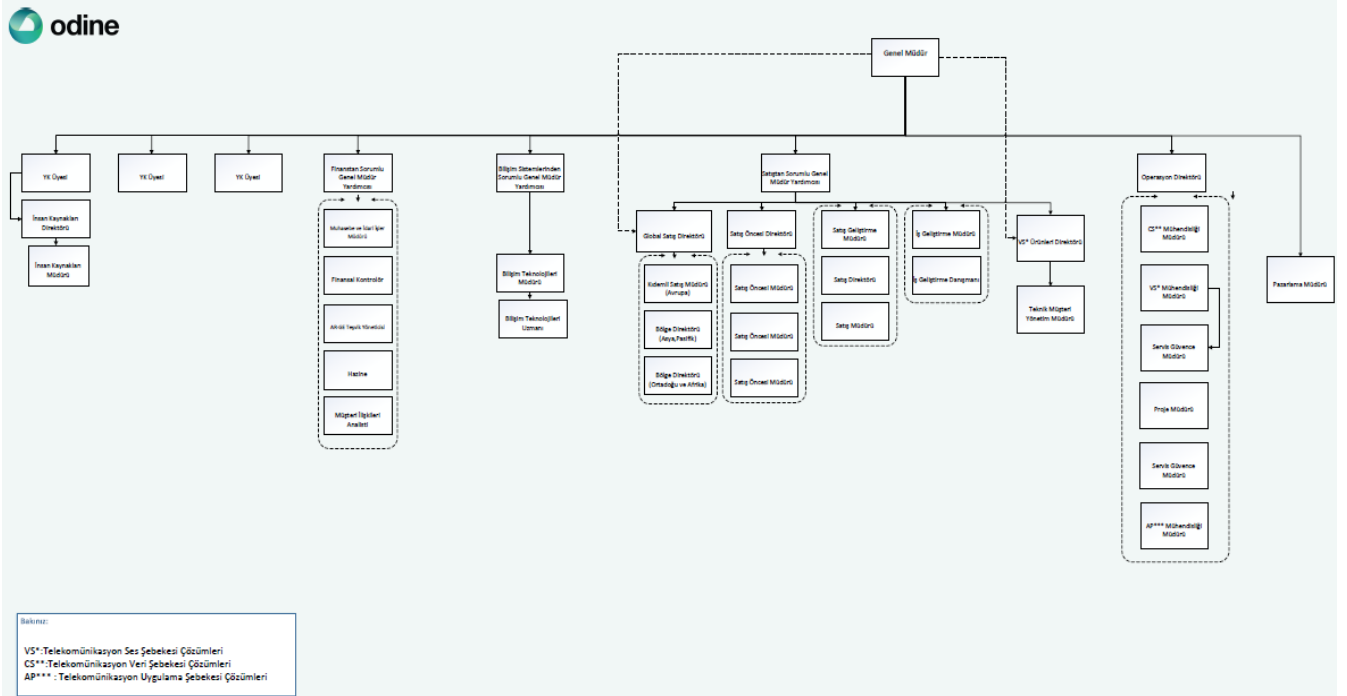 odine
Genel Müdür
YK Üyesi
YK Üyesi
YK Üyesi
Finanstan Sorumlu
Genel Müdür
Yardımcısı
Bilişim Sistemlerinden
Sorumlu Genel Müdür
Yardımcısı
Satıştan Sorumlu Genel
Müdür Yardımcısı
Operasyon Direktörü
İnsan Kaynakları
Direktörü
İnsan Kaynakları
Müdürü
Muhasebe ve İdari İşler
Müdürü
Finansal Kontrolör
AR-GE Teşvik Yöneticisi
Hazine
Müşteri İlişkileri
Analisti
Bilişim Teknolojileri
Müdürü
Bilişim Teknolojileri
Uzmanı
Global Satış Direktörü
Kıdemli Satış Müdürü
(Avrupa)
Bölge Direktörü
(Asya,Pasifik)
Bölge Direktörü
(Ortadoğu ve Afrika)
Satış Öncesi Direktörü
Satış Öncesi Müdürü
Satış Öncesi Müdürü
Satış Öncesi Müdürü
Satış Geliştirme
Müdürü
Satış Direktörü
Satış Müdürü
İş Geliştirme Müdürü
İş Geliştirme Danışmanı
VS* Ürünleri Direktörü
Teknik Müşteri
Yönetim Müdürü
CS** Mühendisliği
Müdürü
VS* Mühendisliği
Müdürü
Servis Güvence
Müdürü
Proje Müdürü
Servis Güvence
Müdürü
AP*** Mühendisliği
Müdürü
Pazarlama Müdürü
Bakınız:
VS*:Telekomünikasyon Ses Şebekesi Çözümleri
CS**:Telekomünikasyon Veri Şebekesi Çözümleri
AP*** : Telekomünikasyon Uygulama Şebekesi Çözümleri